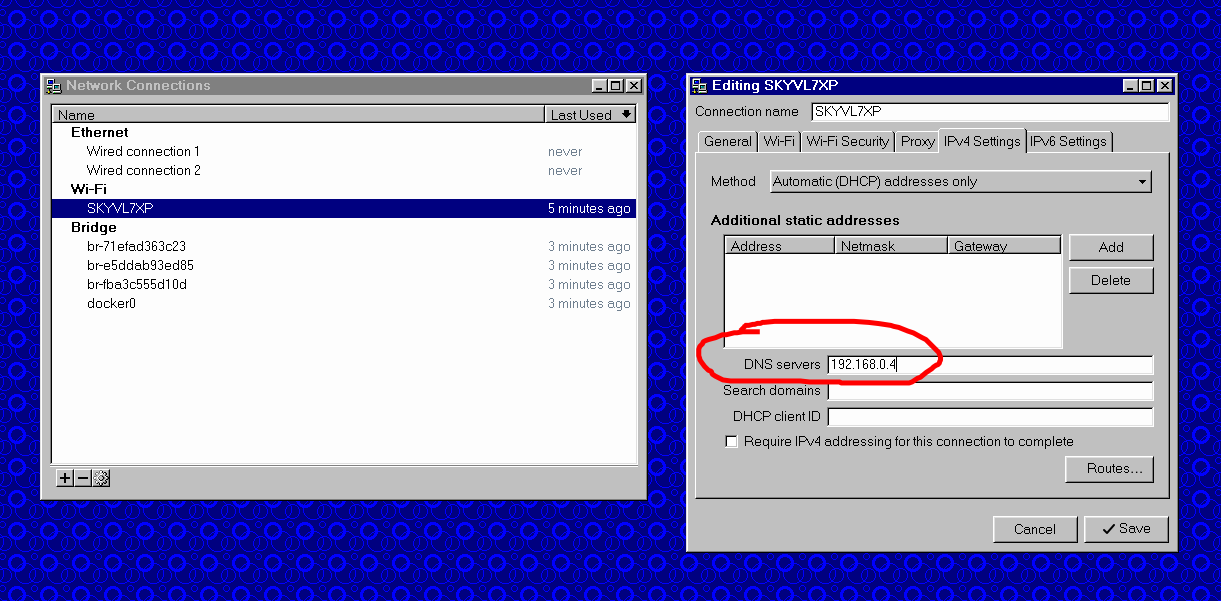 Network Connections
Name Last Used
Ethernet
Wired connection 1 never
Wired connection 2 never
Wi-Fi
SKYVL7XP 5 minutes ago
Bridge
br-71efad363c23 3 minutes ago
br-e5ddab93ed85 3 minutes ago
br-fba3c555d10d 3 minutes ago
docker0 3 minutes ago
Editing SKYVL7XP
Connection name SKYVL7XP
General Wi-Fi Wi-Fi Security Proxy IPv4 Settings IPv6 Settings
Method Automatic (DHCP) addresses only
Additional static addresses
Address Netmask Gateway
Add
Delete
DNS servers 192.168.0.4
Search domains
DHCP client ID
Require IPv4 addressing for this connection to complete
Routes...
Cancel Save